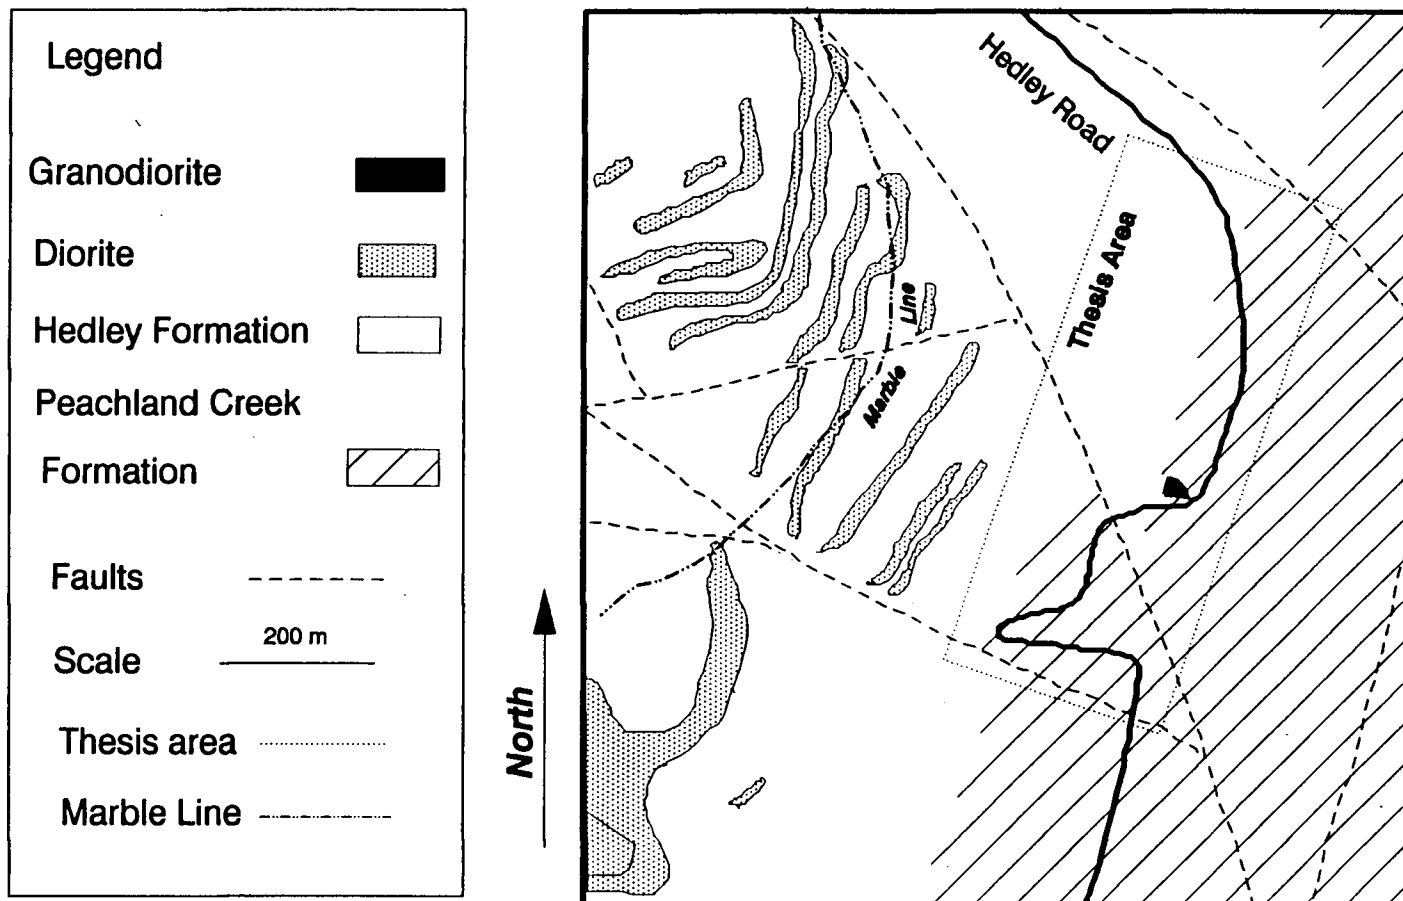 Legend
Granodiorite
Diorite
Hedley Formation
Peachland Creek
Formation
Faults
200 m
Scale
Thesis area
Marble Line
North
Hedley Road
Thesis Area
Line
Marble